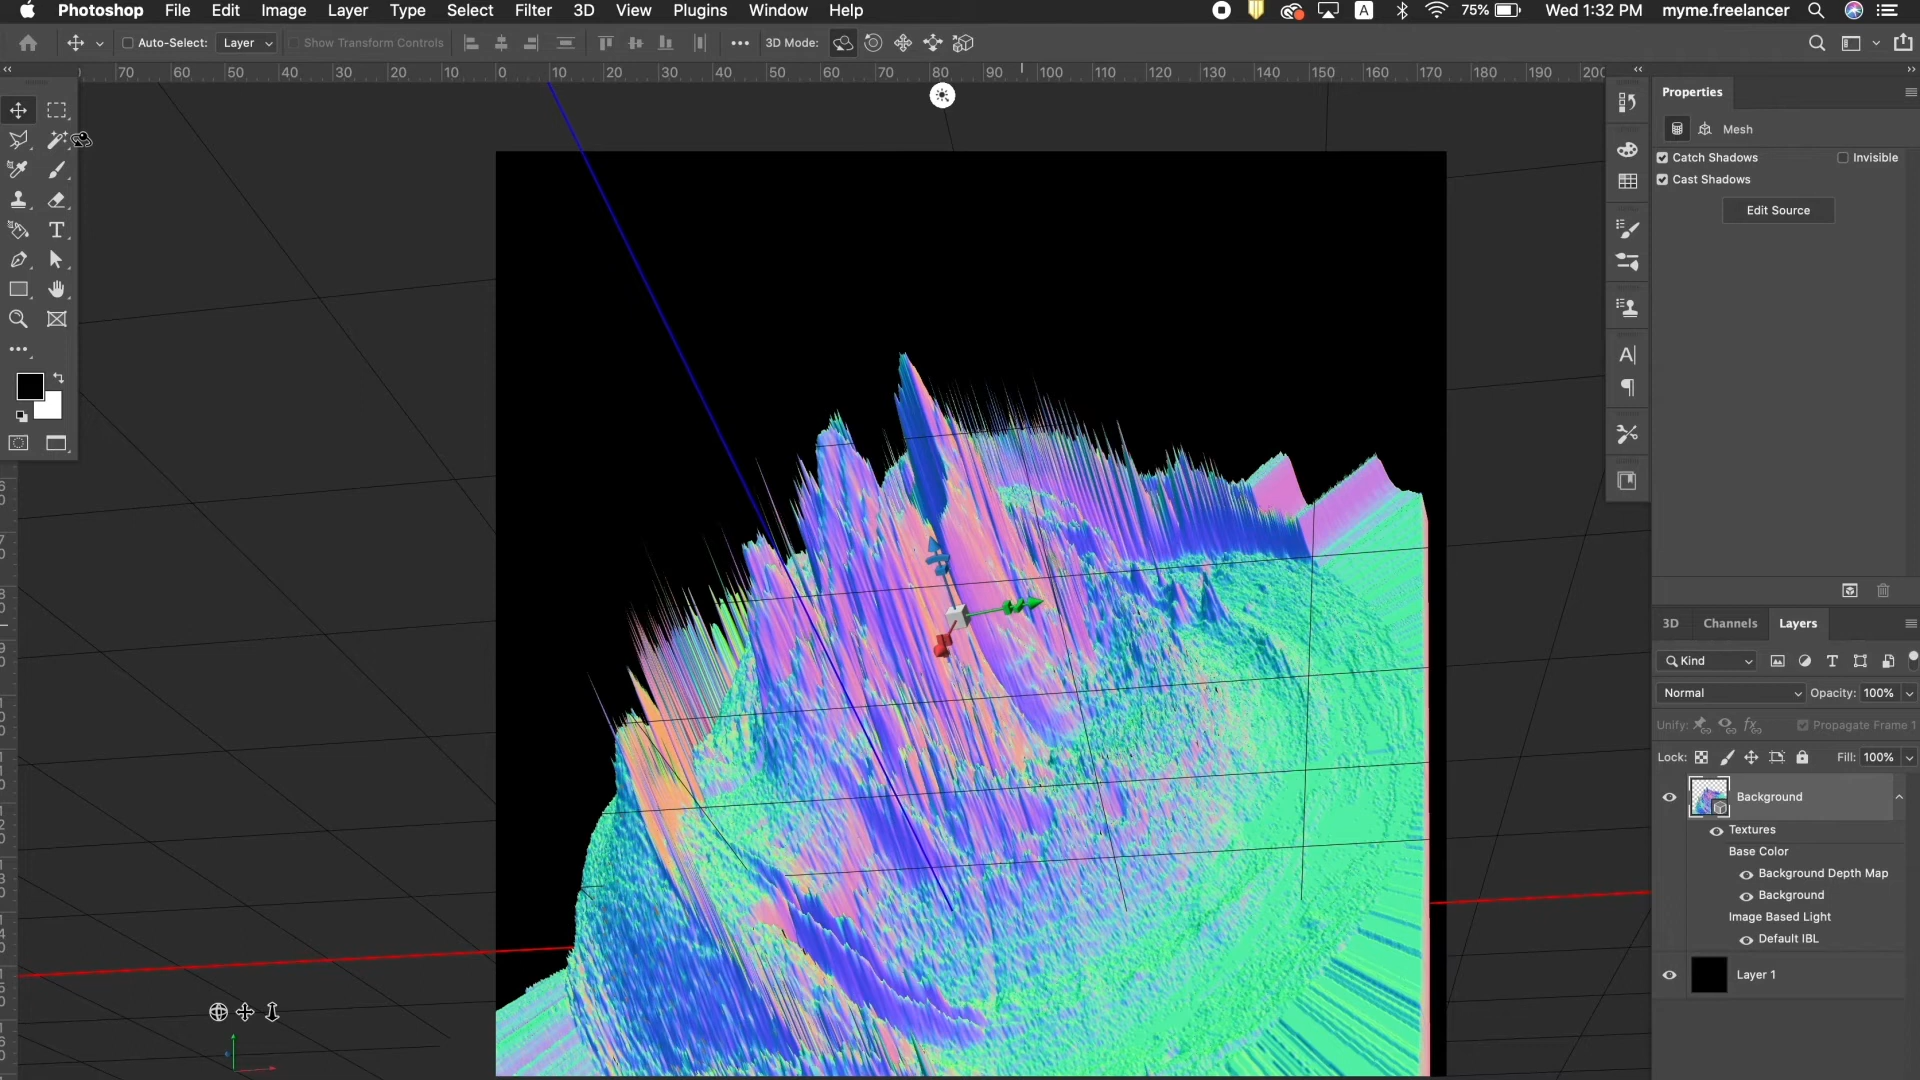 Photoshop File Edit Image Layer Type Select Filter 3D View Plugins Window Help 75% Wed 1:32 PM myme.freelancer
Auto-Select: Layer Show Transform Controls 3D Mode:
70 60 50 40 30 20 10 0 10 20 30 40 50 60 70 80 90 100 110 120 130 140 150 160 170 180 190 200
Properties
Mesh
Catch Shadows Invisible
Cast Shadows
Edit Source
3D Channels Layers
Kind
Normal Opacity: 100%
Unify: Propagate Frame 1
Lock: Fill: 100%
Background
Textures
Base Color
Background Depth Map
Background
Image Based Light
Default IBL
Layer 1